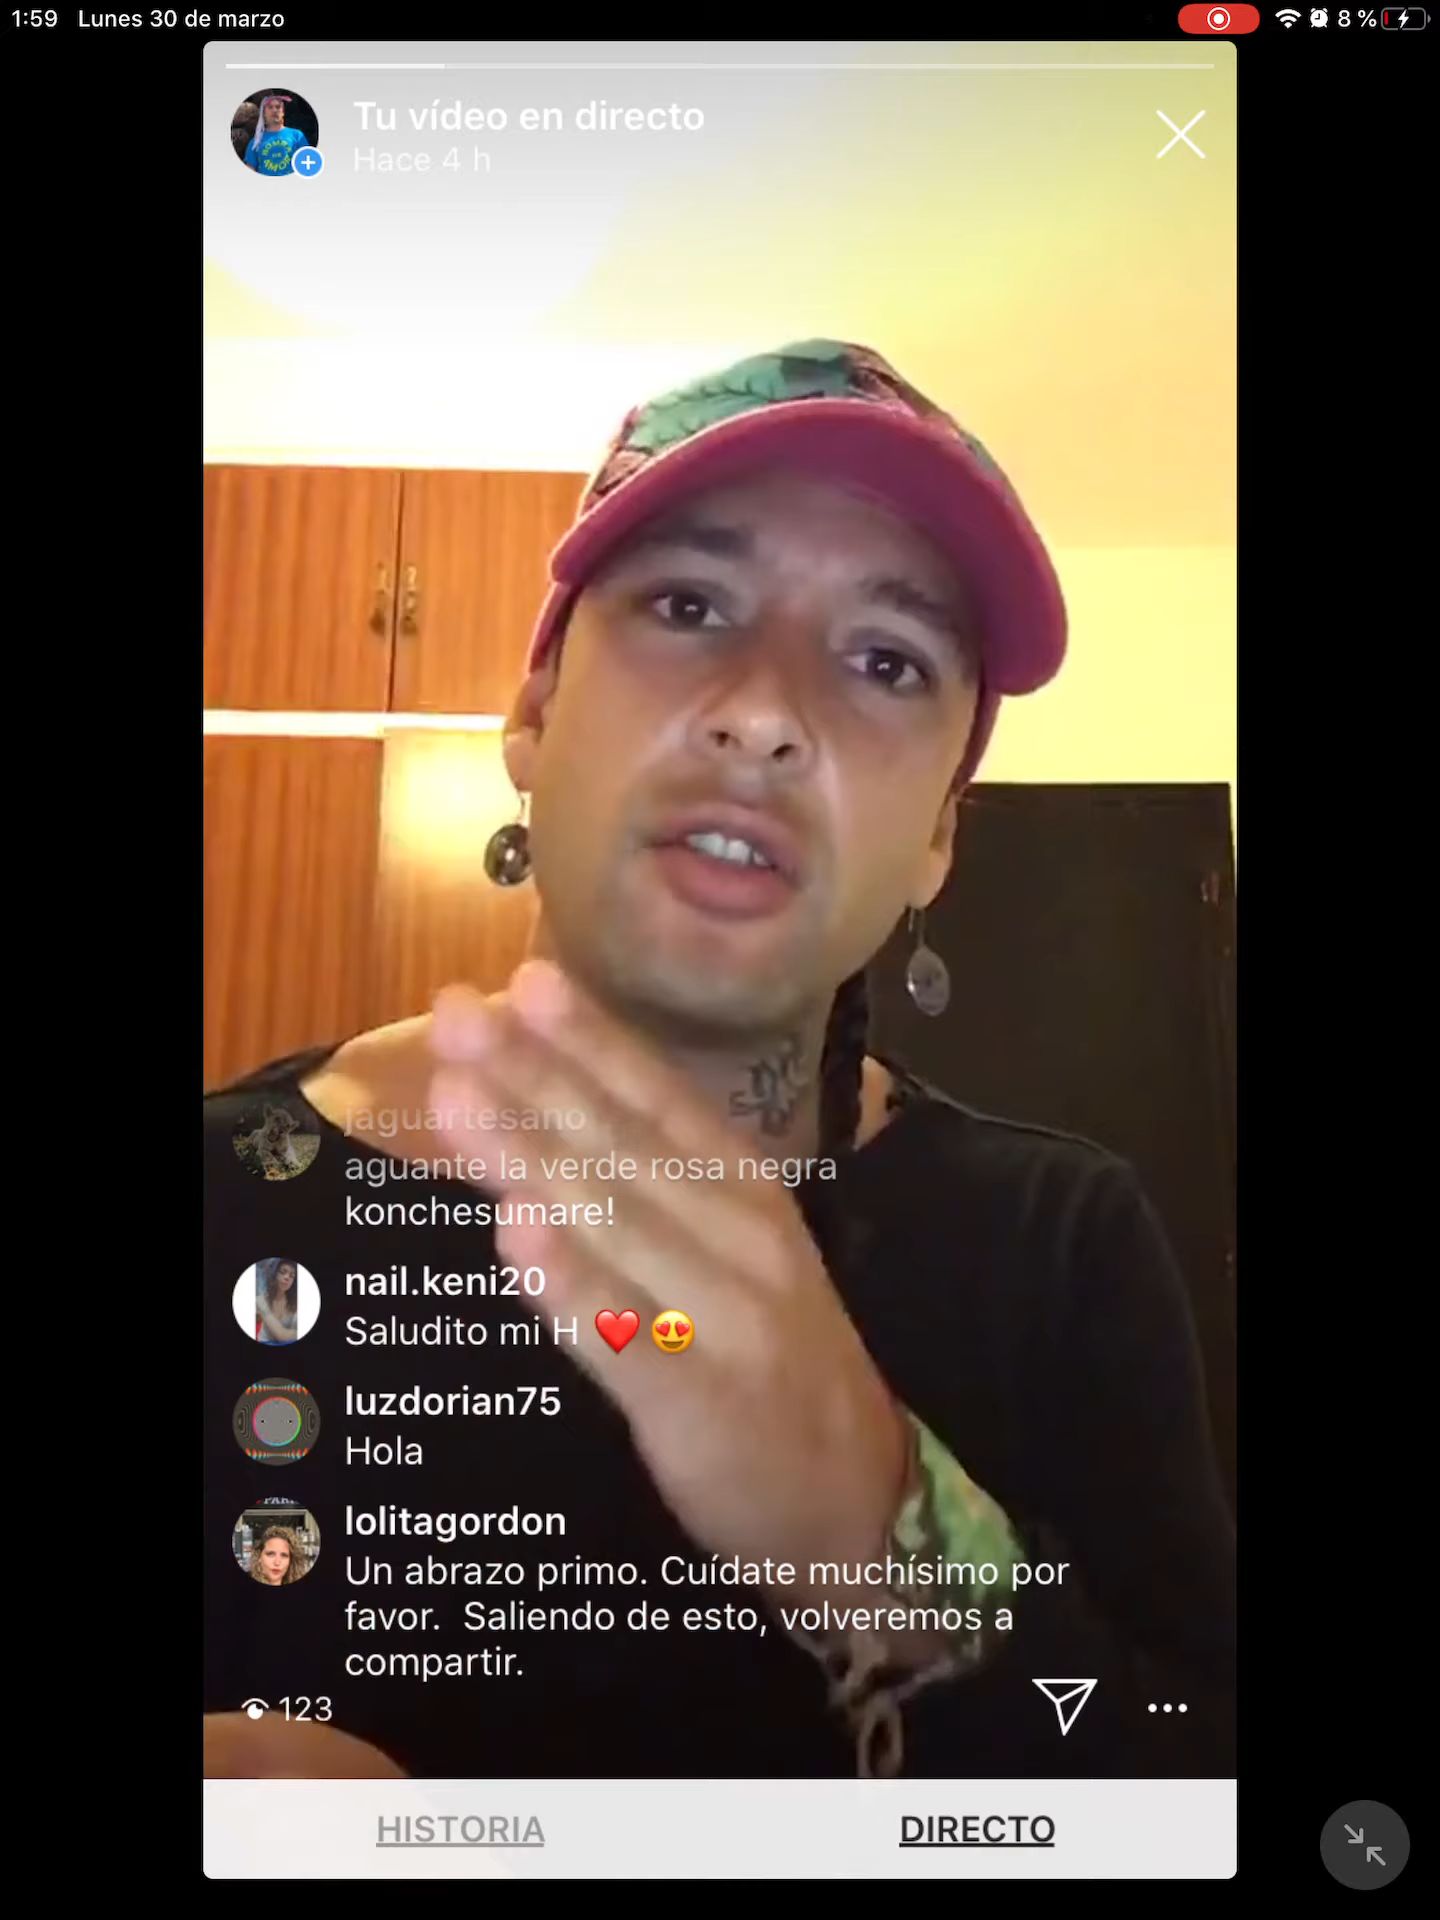 1:59 Lunes 30 de marzo 8 %
Tu vídeo en directo
Hace 4 h
jaguartesano
aguante la verde rosa negra
konchesumare!
nail.keni20
Saludito mi H ❤️😍
luzdorian75
Hola
lolitagordon
Un abrazo primo. Cuídate muchísimo por
favor.  Saliendo de esto, volveremos a
compartir.
123
HISTORIA
DIRECTO